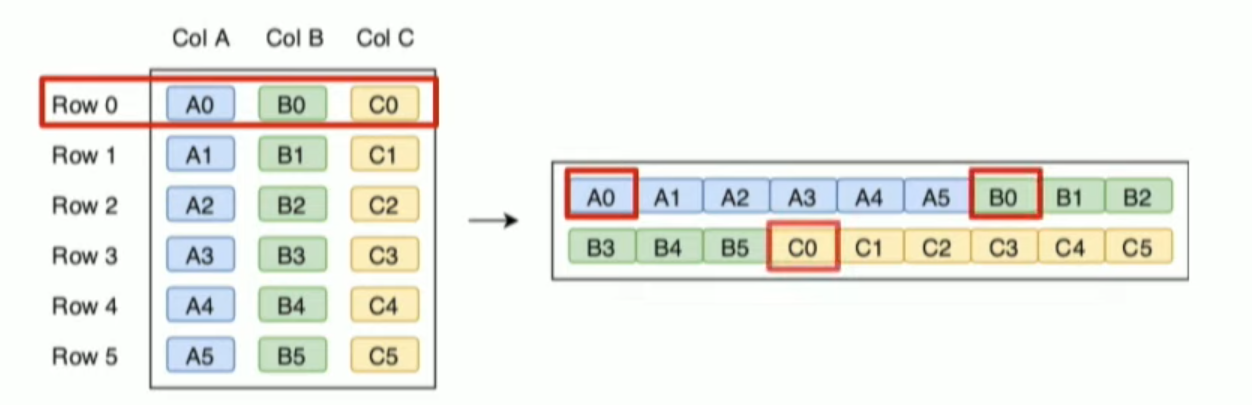 Col A Col B Col C
Row 0 A0 B0 C0
Row 1 A1 B1 C1
Row 2 A2 B2 C2
Row 3 A3 B3 C3
Row 4 A4 B4 C4
Row 5 A5 B5 C5
A0 A1 A2 A3 A4 A5 B0 B1 B2
B3 B4 B5 C0 C1 C2 C3 C4 C5